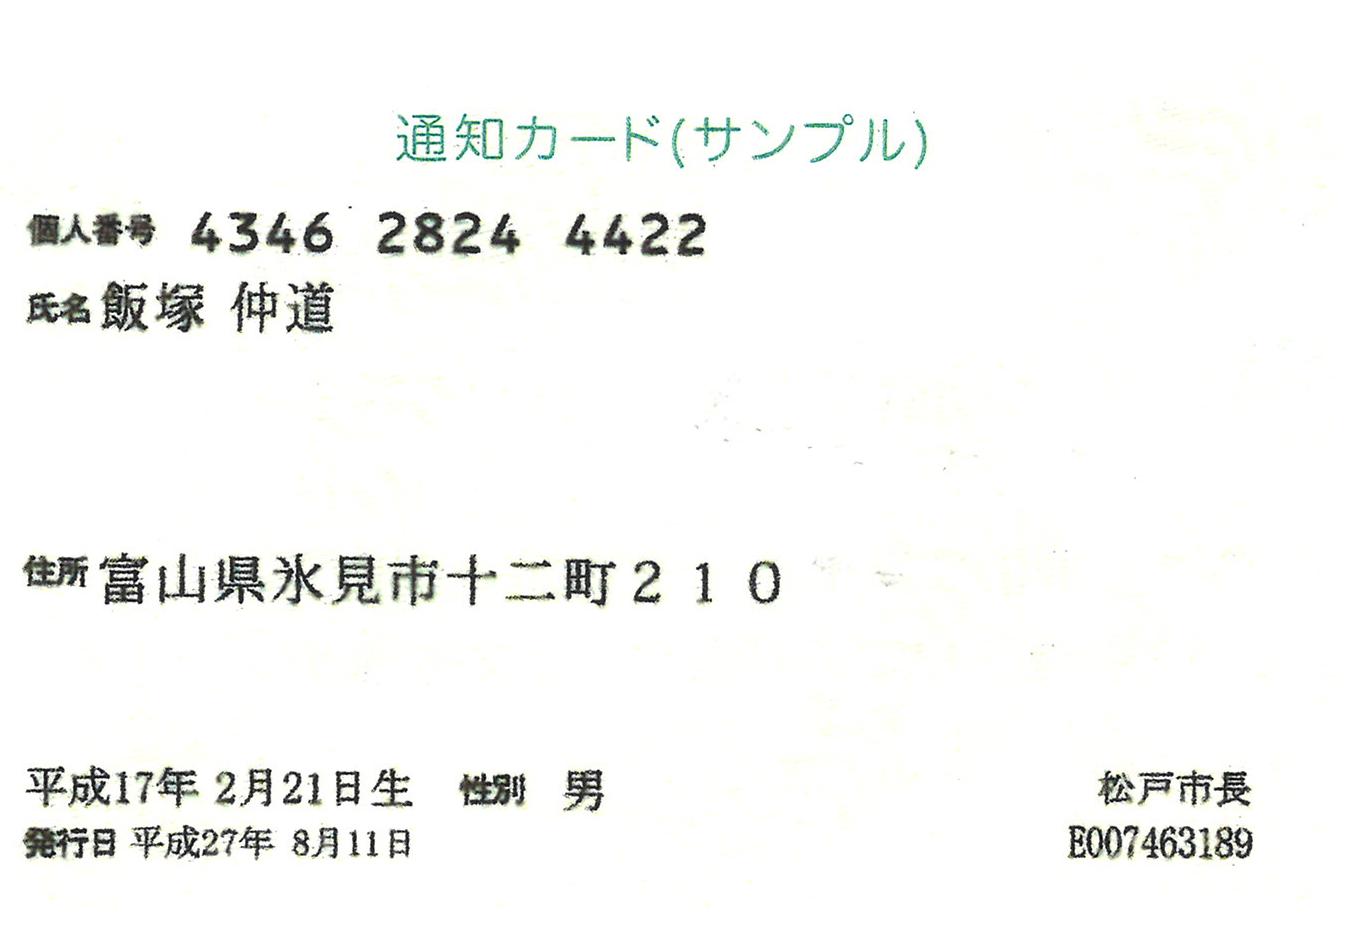 通知カード(サンプル)
個人番号 4346 2824 4422
氏名 飯塚 仲道
住所 富山県氷見市十二町210
平成17年 2月21日生 性別 男 松戸市長
発行日 平成27年 8月11日 E007463189